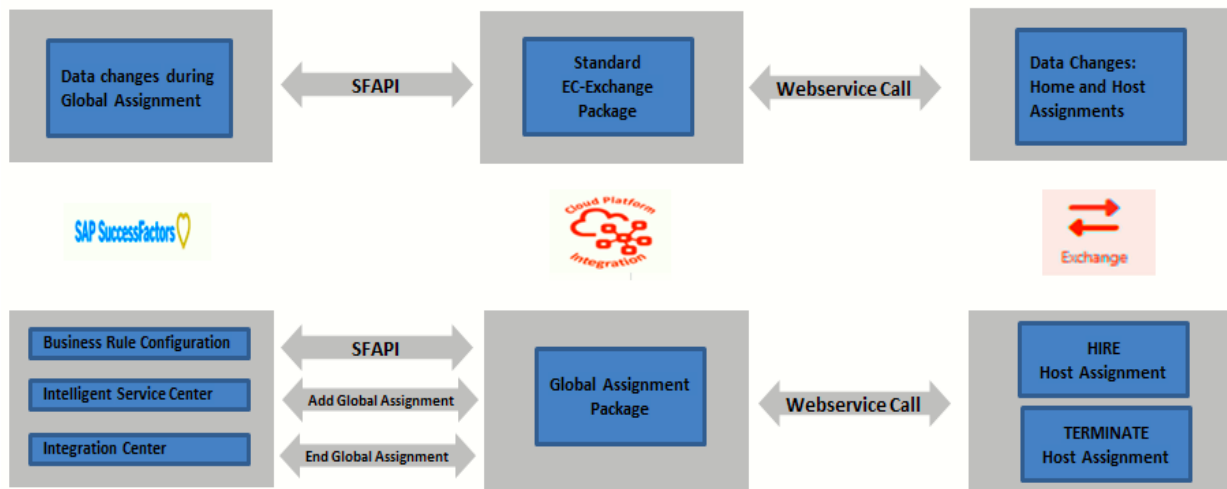 Data changes during
Global Assignment
SFAPI
Standard
EC-Exchange
Package
Webservice Call
Data Changes:
Home and Host
Assignments
SAP SuccessFactors
Cloud Platform
Integration
Exchange
Business Rule Configuration
Intelligent Service Center
Integration Center
SFAPI
Add Global Assignment
End Global Assignment
Global Assignment
Package
Webservice Call
HIRE
Host Assignment
TERMINATE
Host Assignment